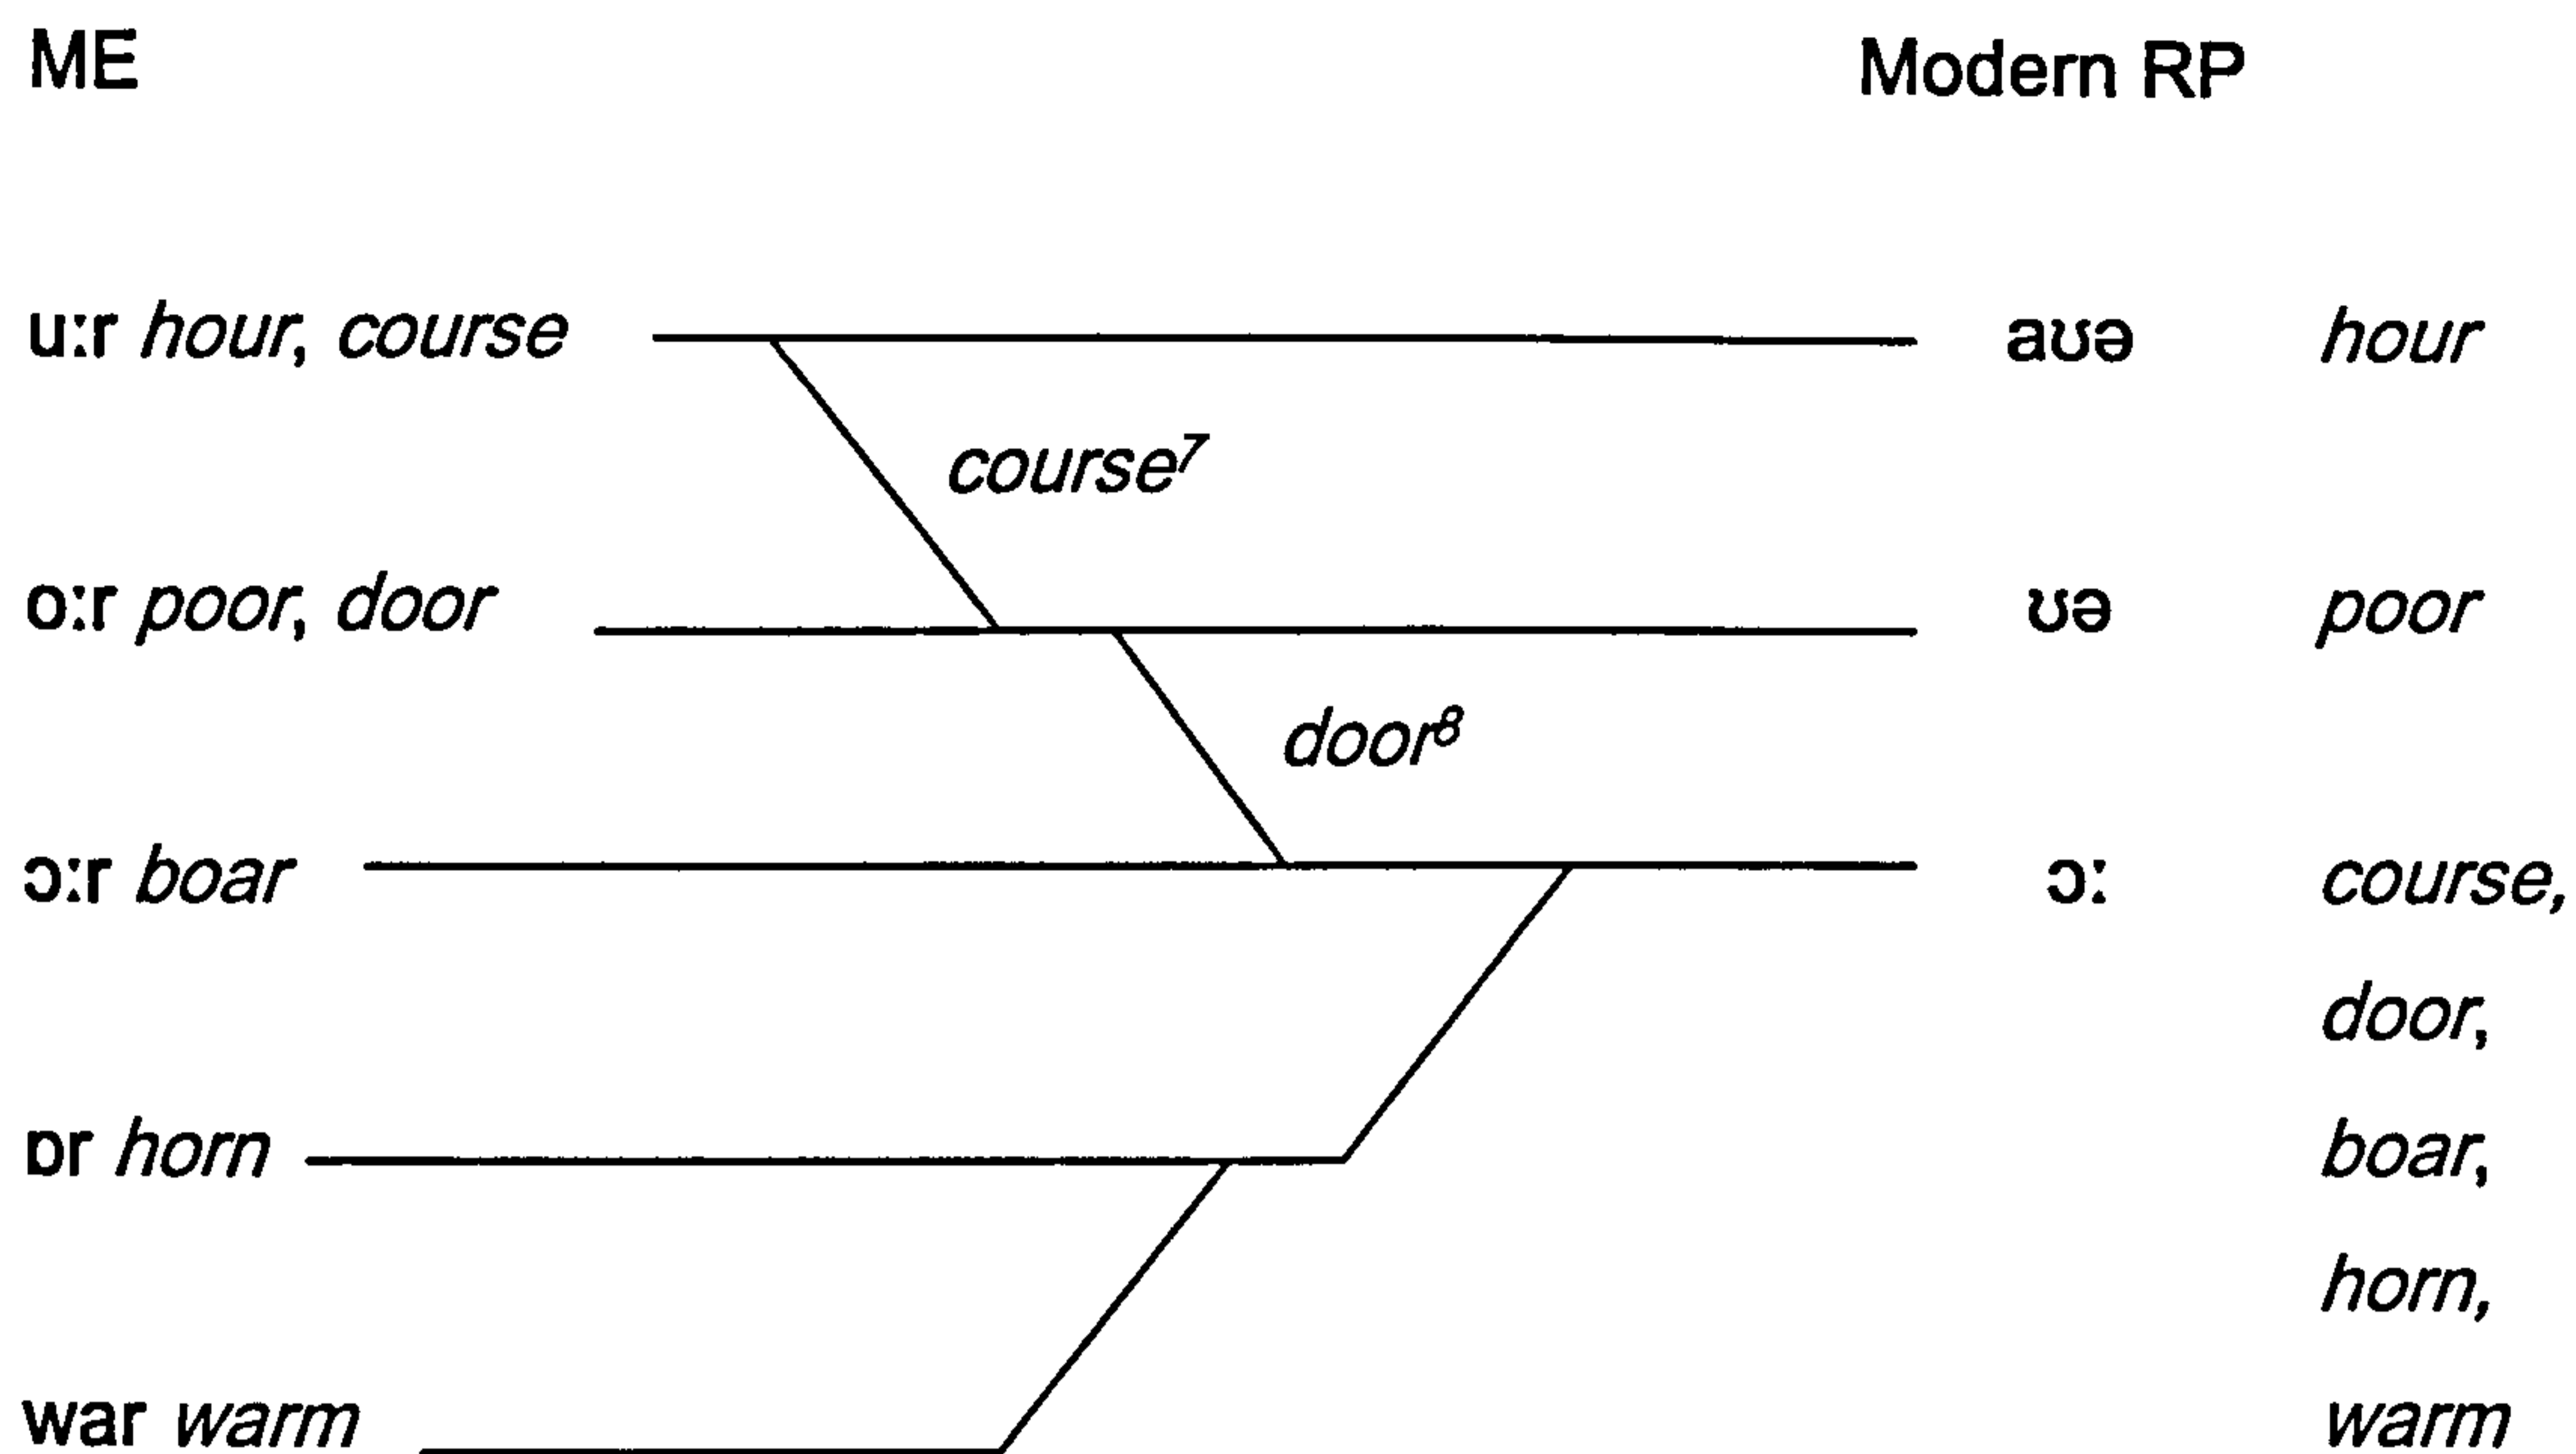 ME Modern RP
uːr hour, course aʊə hour
course⁷
oːr poor, door ʊə poor
door⁸
ɔːr boar ɔː course,
door,
ɒr horn boar,
horn,
war warm warm